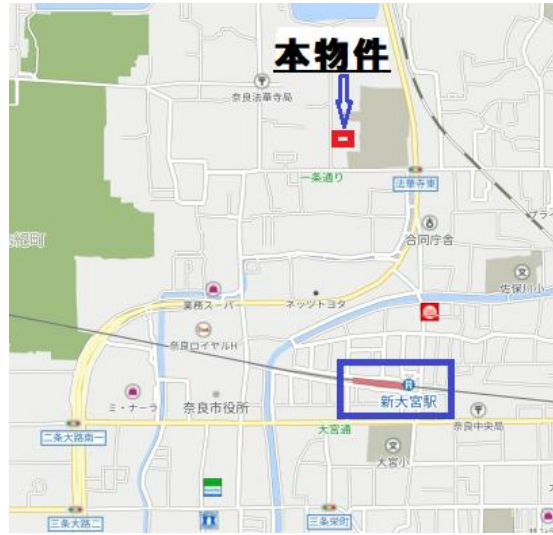 本物件
奈良法華寺局
一条通り
法華寺東
合同庁舎
佐保川小
業務スーパー
ネッツトヨタ
奈良ロイヤルH
新大宮駅
ミ・ナーラ
奈良市役所
大宮通
奈良中央局
二条大路南一
大宮小
三条大路二
三条栄町